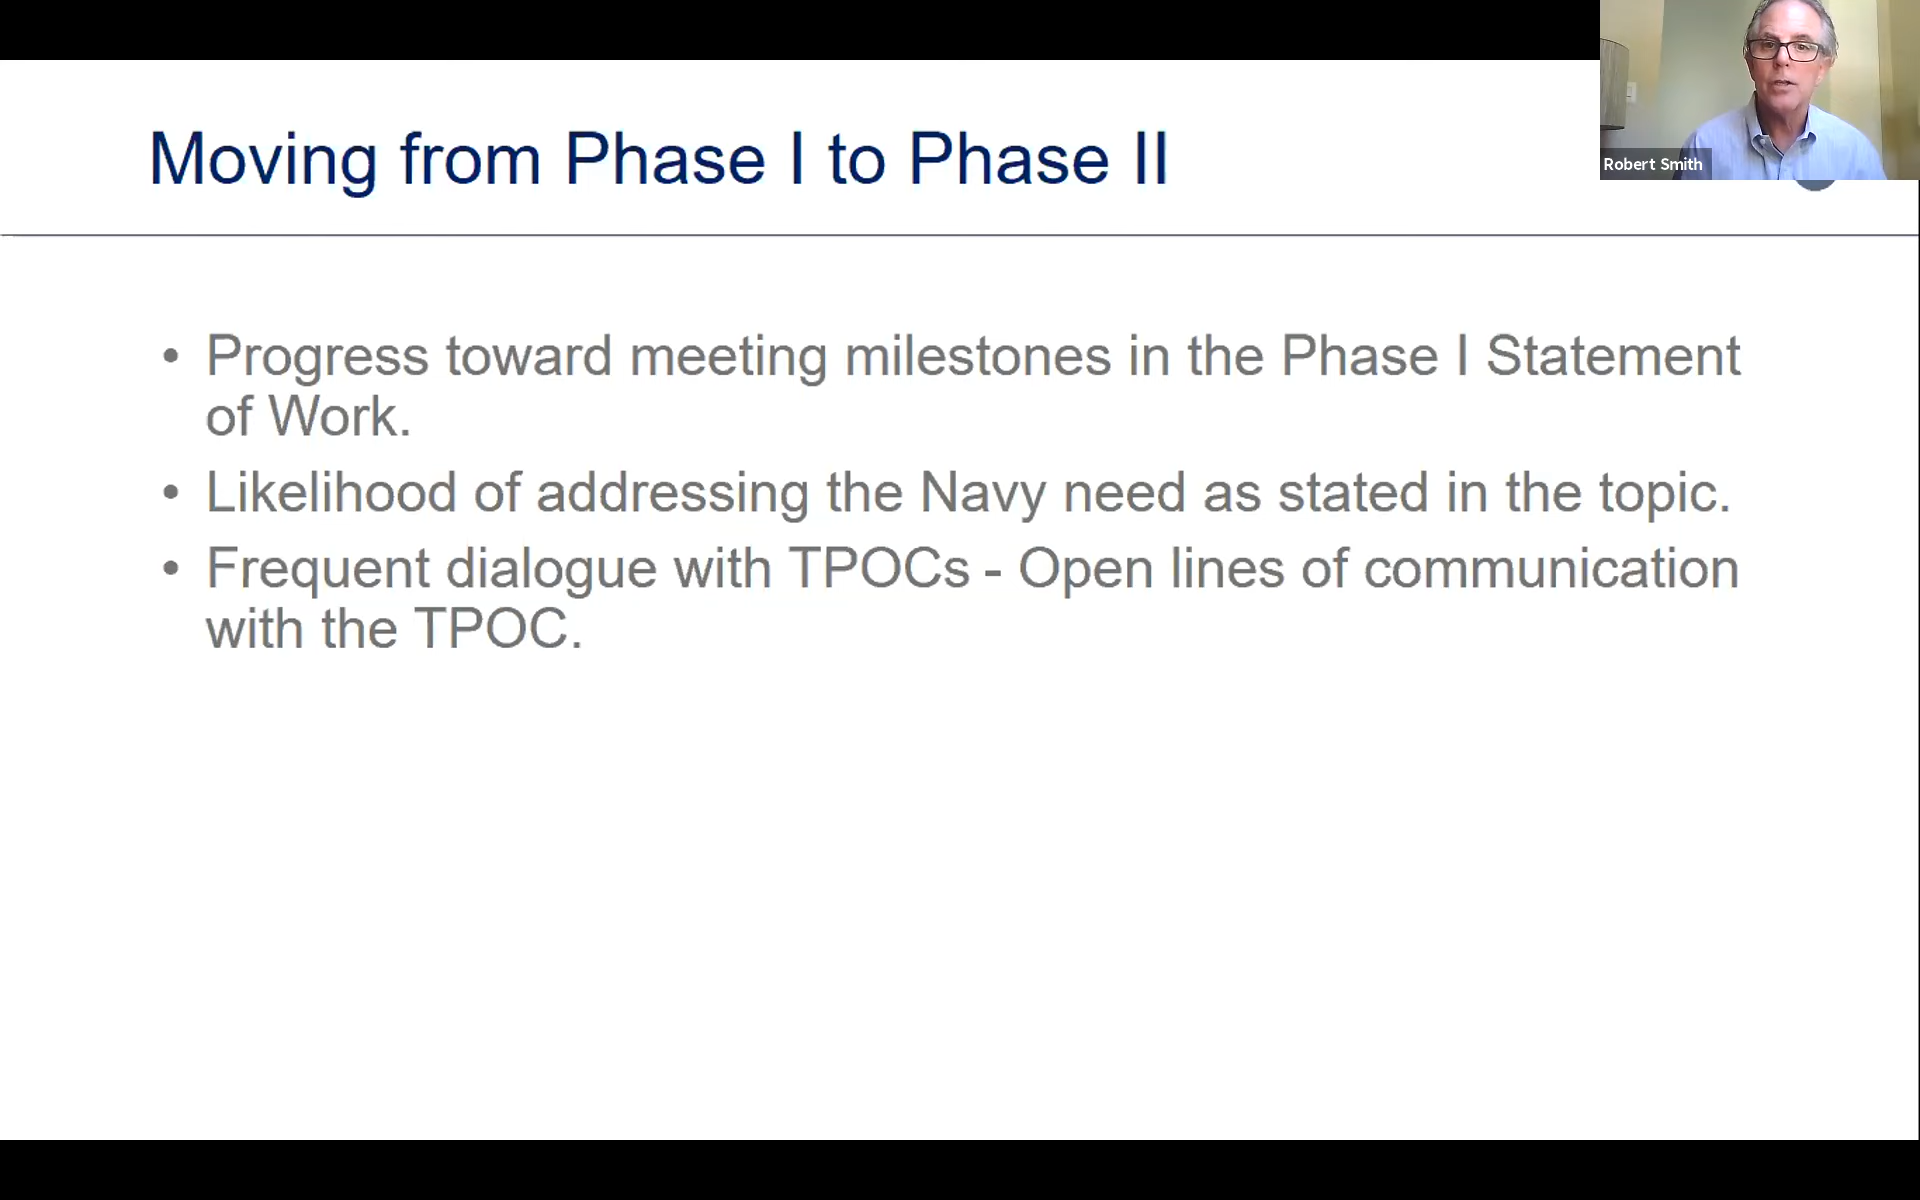 Moving from Phase I to Phase II
Robert Smith
• Progress toward meeting milestones in the Phase I Statement
of Work.
• Likelihood of addressing the Navy need as stated in the topic.
• Frequent dialogue with TPOCs - Open lines of communication
with the TPOC.